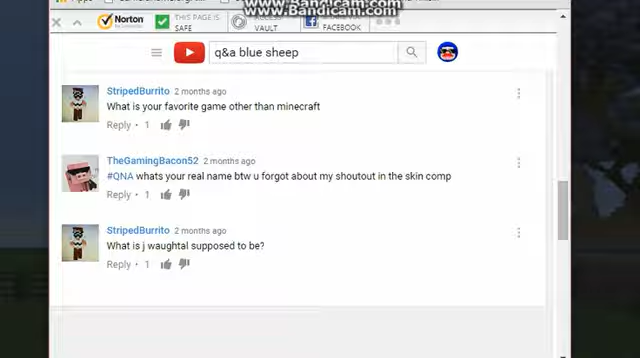 www.Bandicam.com
Bandicam.com
Norton
THIS PAGE IS
SAFE
ACCESS
VAULT
FACEBOOK
q&a blue sheep
StripedBurrito 2 months ago
What is your favorite game other than minecraft
Reply · 1
TheGamingBacon52 2 months ago
#QNA whats your real name btw u forgot about my shoutout in the skin comp
Reply · 1
StripedBurrito 2 months ago
What is j waughtal supposed to be?
Reply · 1